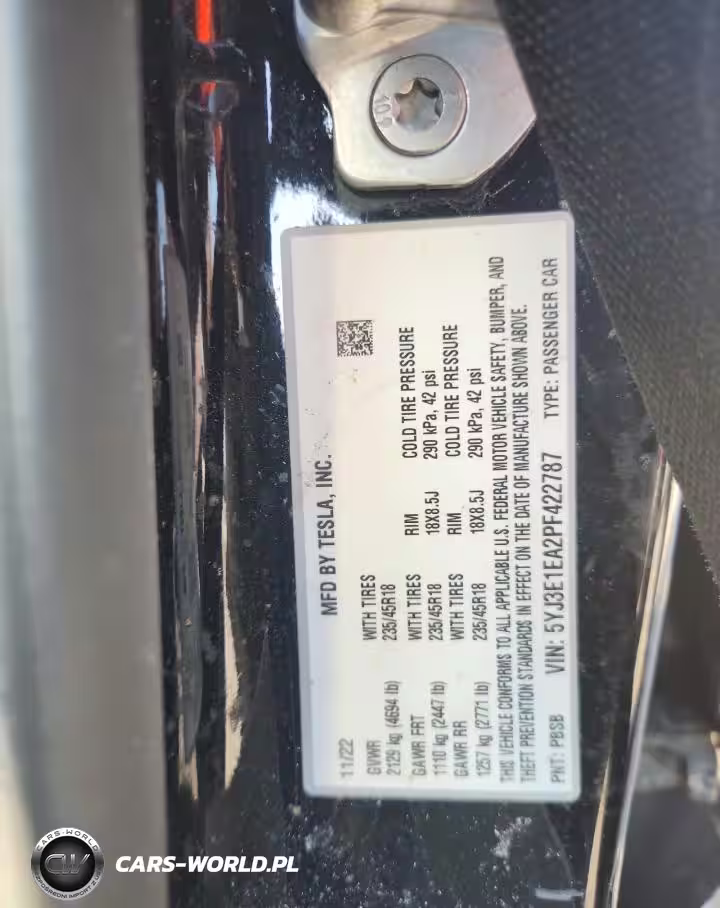 109
MFD BY TESLA, INC.
11/22
GVWR WITH TIRES
2129 kg (4694 lb) 235/45R18
GAWR FRT WITH TIRES RIM COLD TIRE PRESSURE
1110 kg (2447 lb) 235/45R18 18X8.5J 290 kPa, 42 psi
GAWR RR WITH TIRES RIM COLD TIRE PRESSURE
1257 kg (2771 lb) 235/45R18 18X8.5J 290 kPa, 42 psi
THIS VEHICLE CONFORMS TO ALL APPLICABLE U.S. FEDERAL MOTOR VEHICLE SAFETY, BUMPER, AND
THEFT PREVENTION STANDARDS IN EFFECT ON THE DATE OF MANUFACTURE SHOWN ABOVE.
PNT: PBSB VIN: 5YJ3E1EA2PF422787 TYPE: PASSENGER CAR
CARS-WORLD
CW
CARS-WORLD.PL